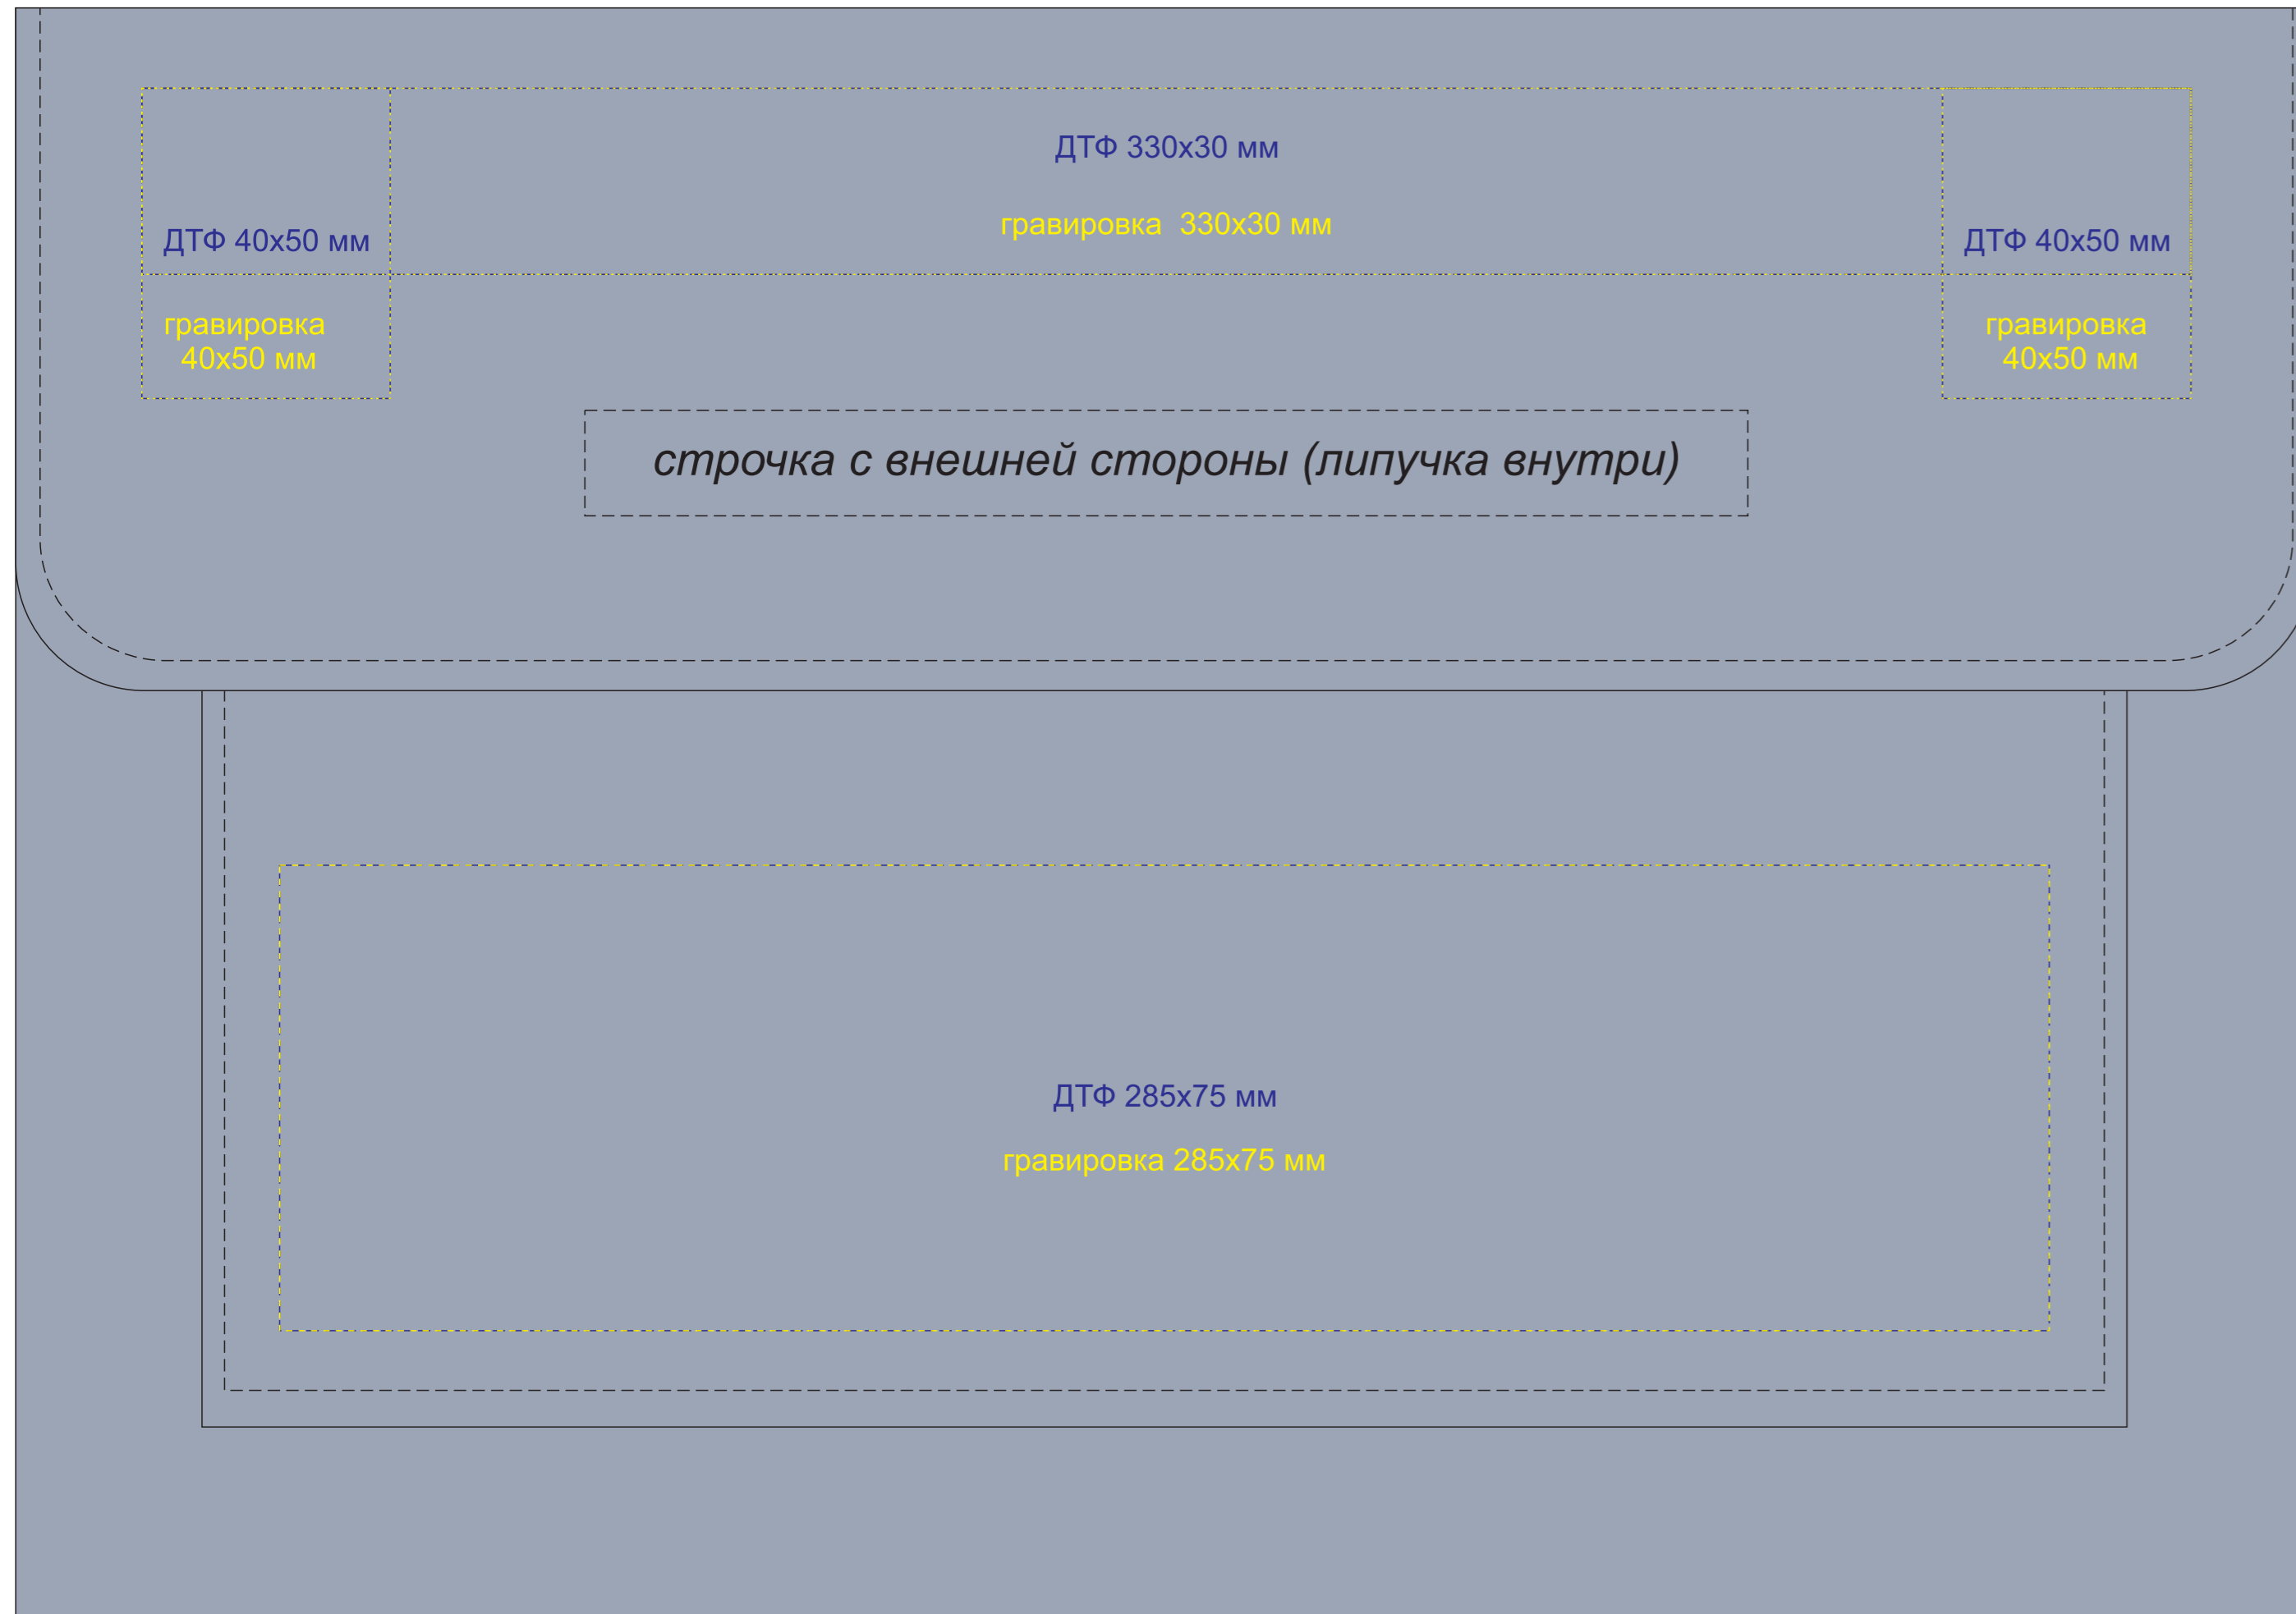 ДТФ 330х30 мм
гравировка  330х30 мм
ДТФ 40х50 мм
гравировка
40х50 мм
ДТФ 40х50 мм
гравировка
40х50 мм
строчка с внешней стороны (липучка внутри)
ДТФ 285х75 мм
гравировка 285х75 мм